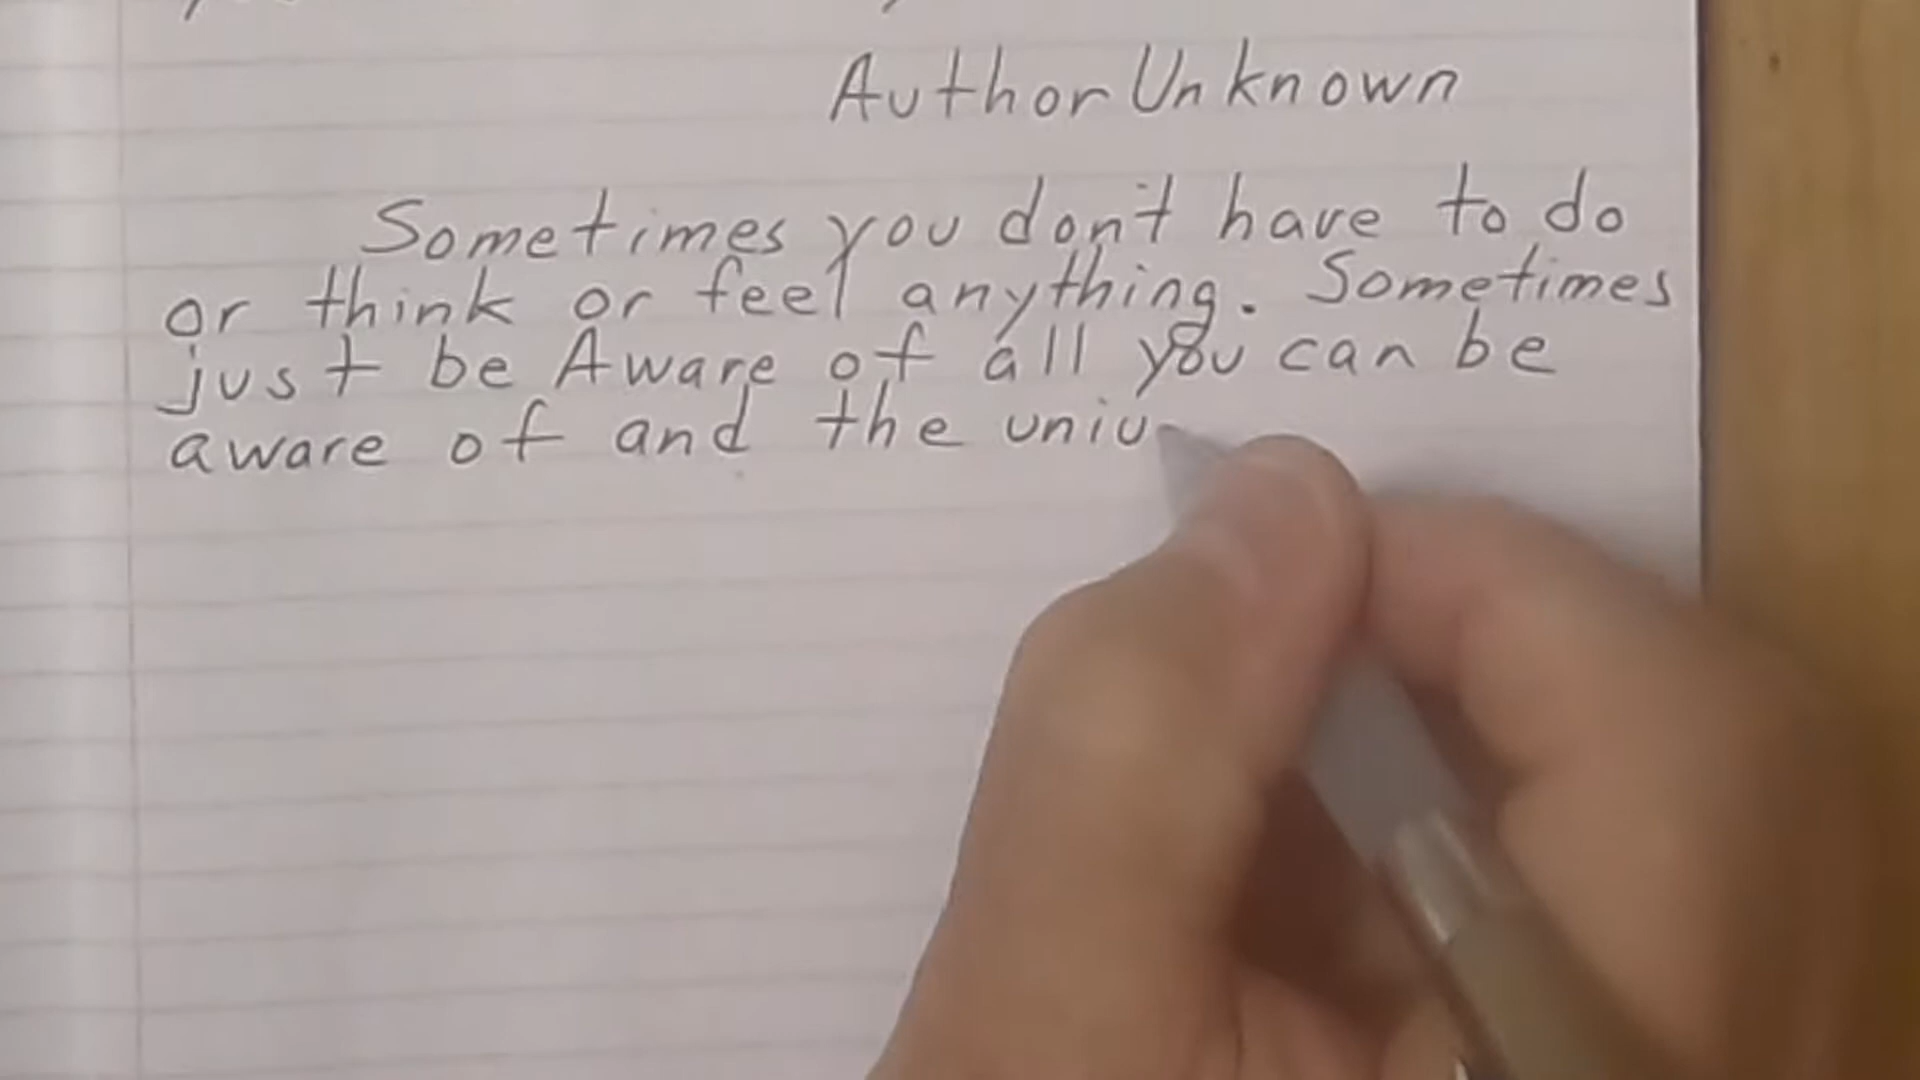 Author Unknown
Sometimes you don't have to do
or think or feel anything. Sometimes
just be Aware of all you can be
aware of and the univ